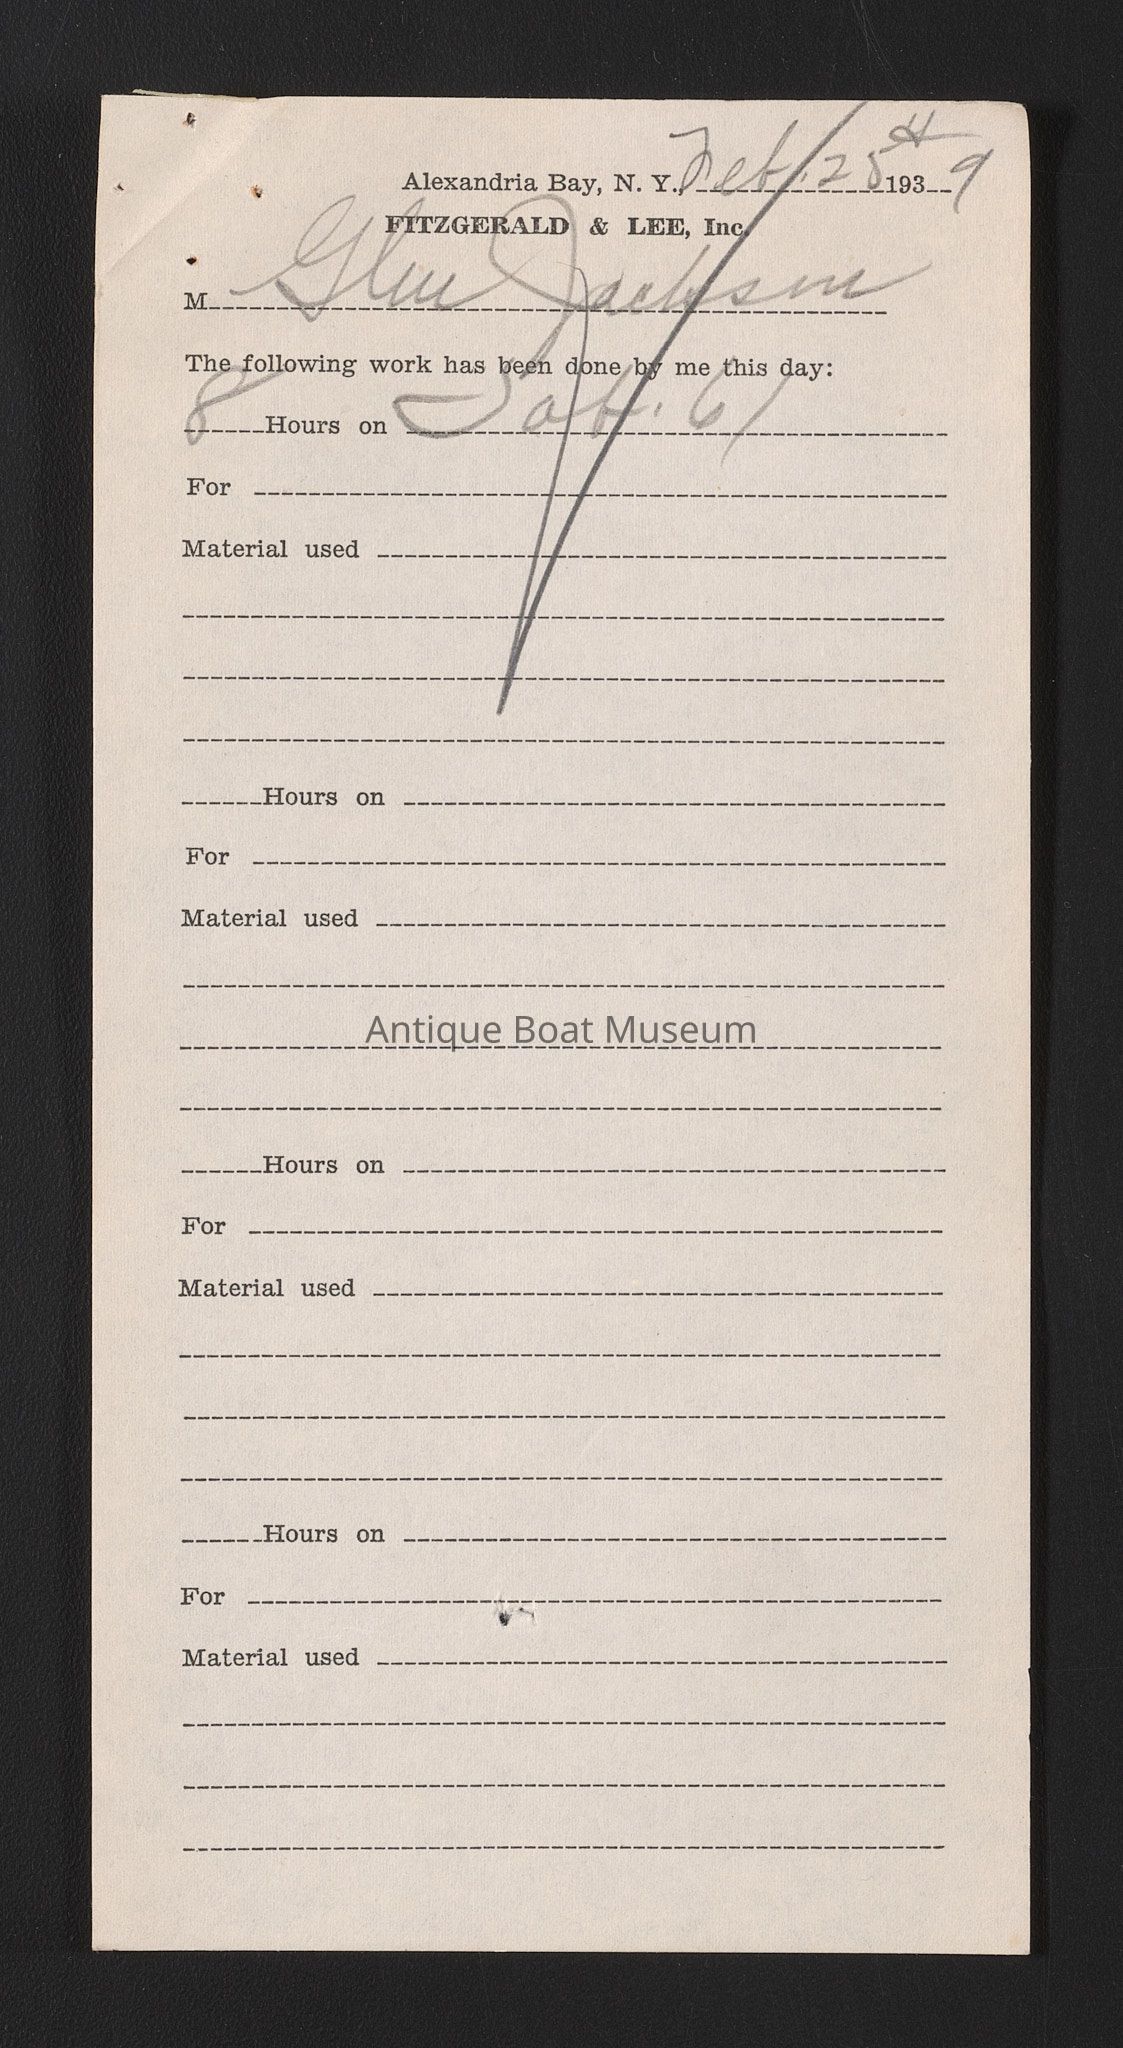 Alexandria Bay, N. Y., Feb. 28th 1939
FITZGERALD & LEE, Inc.
M Glen Jackson
The following work has been done by me this day:
8 Hours on Job. 61
For
Material used
Hours on
For
Material used
Antique Boat Museum
Hours on
For
Material used
Hours on
For
Material used